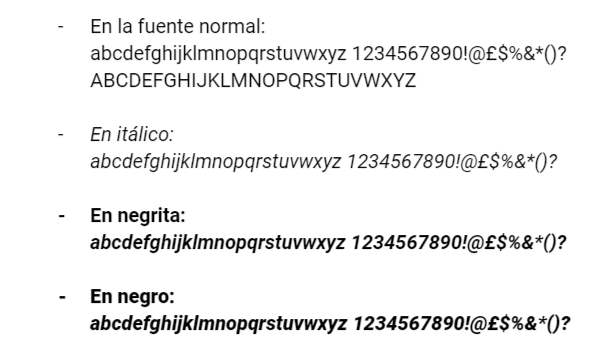 - En la fuente normal:
abcdefghijklmnopqrstuvwxyz 1234567890!@£$%&*()?
ABCDEFGHIJKLMNOPQRSTUVWXYZ
- En itálico:
abcdefghijklmnopqrstuvwxyz 1234567890!@£$%&*()?
- En negrita:
abcdefghijklmnopqrstuvwxyz 1234567890!@£$%&*()?
- En negro:
abcdefghijklmnopqrstuvwxyz 1234567890!@£$%&*()?